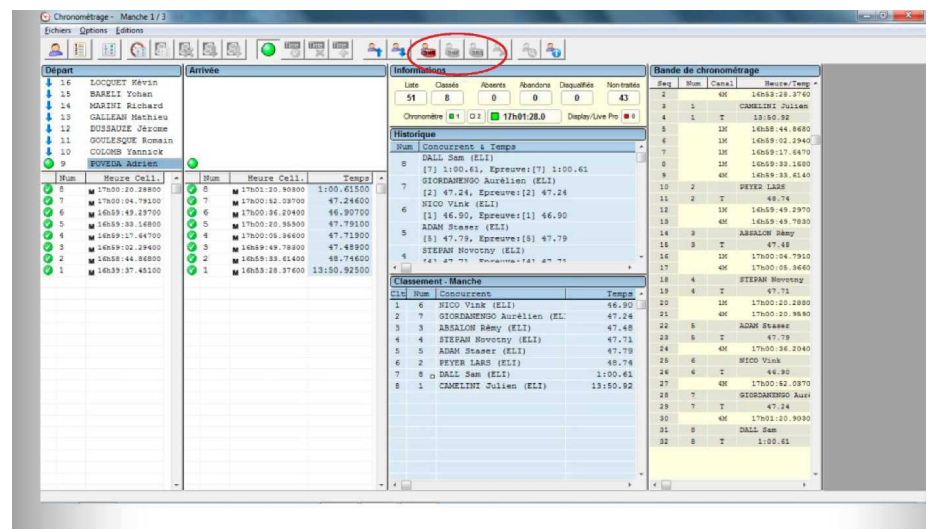 Chronométrage - Manche 1 / 3
Fichiers Options Editions
Départ
16 LOCQUET Kévin
15 BARELI Yohan
14 MARINI Richard
13 GALLEAN Mathieu
12 DUSSAUZE Jérome
11 GOULESQUE Romain
10 COLOMB Yannick
9 POVEDA Adrien
Num Heure Cell.
8 M 17h00:20.28800
7 M 17h00:04.79100
6 M 16h59:49.29700
5 M 16h59:33.16800
4 M 16h59:17.64700
3 M 16h59:02.29400
2 M 16h58:44.86800
1 M 16h39:37.45100
Arrivée
Num Heure Cell. Temps
8 M 17h01:20.90300 1:00.61500
7 M 17h00:52.03700 47.24600
6 M 17h00:36.20400 46.90700
5 M 17h00:20.95900 47.79100
4 M 17h00:05.36600 47.71900
3 M 16h59:49.78300 47.48900
2 M 16h59:33.61400 48.74600
1 M 16h53:28.37600 13:50.92500
Informations
Liste Classés Absents Abandons Disqualifiés Non-traités
51 8 0 0 0 43
Chronomètre 1 2 17h01:28.0 Display/Live Pro 0
Historique
Num Concurrent & Temps
DALL Sam (ELI)
8
[7] 1:00.61, Epreuve:[7] 1:00.61
GIORDANENGO Aurélien (ELI)
7
[2] 47.24, Epreuve:[2] 47.24
NICO Vink (ELI)
6
[1] 46.90, Epreuve:[1] 46.90
ADAM Staser (ELI)
5
[5] 47.79, Epreuve:[5] 47.79
STEPAN Novotny (ELI)
4
[4] 47.71, Epreuve:[4] 47.71
Classement - Manche
Clt Num Concurrent Temps
1 6 NICO Vink (ELI) 46.90
2 7 GIORDANENGO Aurélien (EL: 47.24
3 3 ABSALON Rémy (ELI) 47.48
4 4 STEPAN Novotny (ELI) 47.71
5 5 ADAM Staser (ELI) 47.79
6 2 PEYER LARS (ELI) 48.74
7 8 DALL Sam (ELI) 1:00.61
8 1 CAMELINI Julien (ELI) 13:50.92
Bande de chronométrage
Seq Num Canal Heure/Temp
2 4M 16h53:28.3760
3 1 CAMELINI Julien
4 1 T 13:50.92
5 1M 16h58:44.8680
6 1M 16h59:02.2940
7 1M 16h59:17.6470
8 1M 16h59:33.1680
9 4M 16h59:33.6140
10 2 PEYER LARS
11 2 T 48.74
12 1M 16h59:49.2970
13 4M 16h59:49.7830
14 3 ABSALON Rémy
15 3 T 47.48
16 1M 17h00:04.7910
17 4M 17h00:05.3660
18 4 STEPAN Novotny
19 4 T 47.71
20 1M 17h00:20.2880
21 4M 17h00:20.9590
22 5 ADAM Staser
23 5 T 47.79
24 4M 17h00:36.2040
25 6 NICO Vink
26 6 T 46.90
27 4M 17h00:52.0370
28 7 GIORDANENGO Auré
29 7 T 47.24
30 4M 17h01:20.9030
31 8 DALL Sam
32 8 T 1:00.61